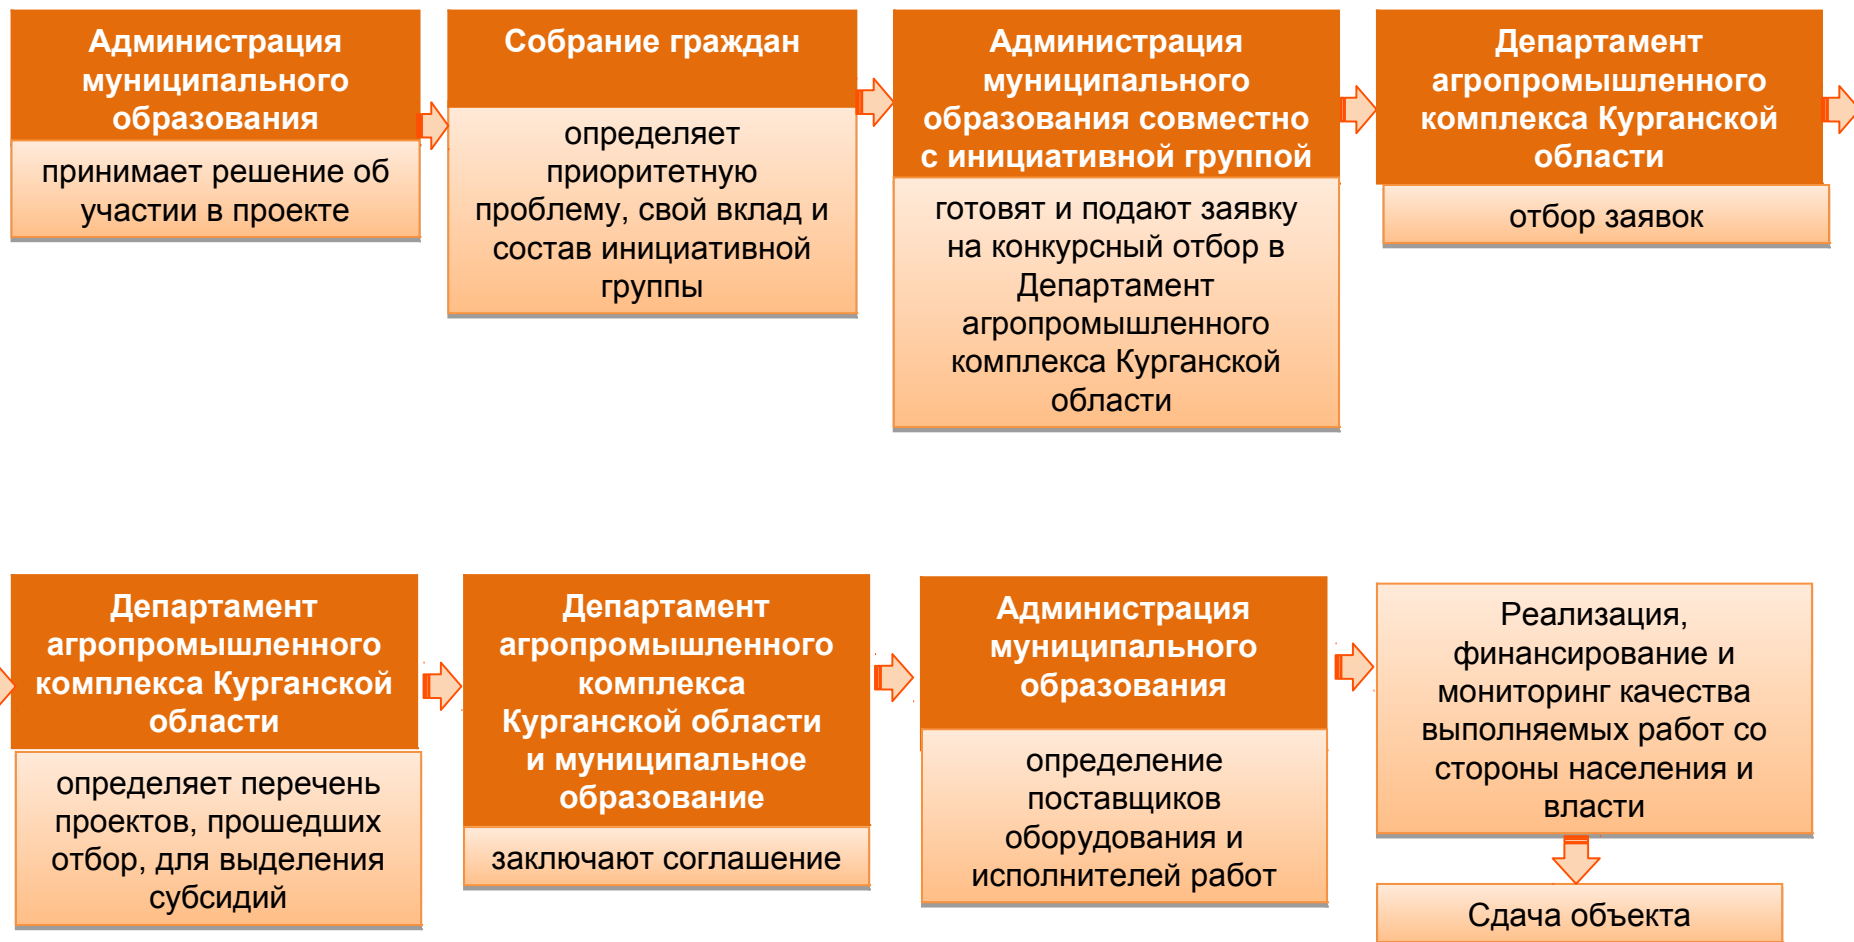 Администрация
муниципального
образования
принимает решение об
участии в проекте
Собрание граждан
определяет
приоритетную
проблему, свой вклад и
состав инициативной
группы
Администрация
муниципального
образования совместно
с инициативной группой
готовят и подают заявку
на конкурсный отбор в
Департамент
агропромышленного
комплекса Курганской
области
Департамент
агропромышленного
комплекса Курганской
области
отбор заявок
Департамент
агропромышленного
комплекса Курганской
области
определяет перечень
проектов, прошедших
отбор, для выделения
субсидий
Департамент
агропромышленного
комплекса
Курганской области
и муниципальное
образование
заключают соглашение
Администрация
муниципального
образования
определение
поставщиков
оборудования и
исполнителей работ
Реализация,
финансирование и
мониторинг качества
выполняемых работ со
стороны населения и
власти
Сдача объекта